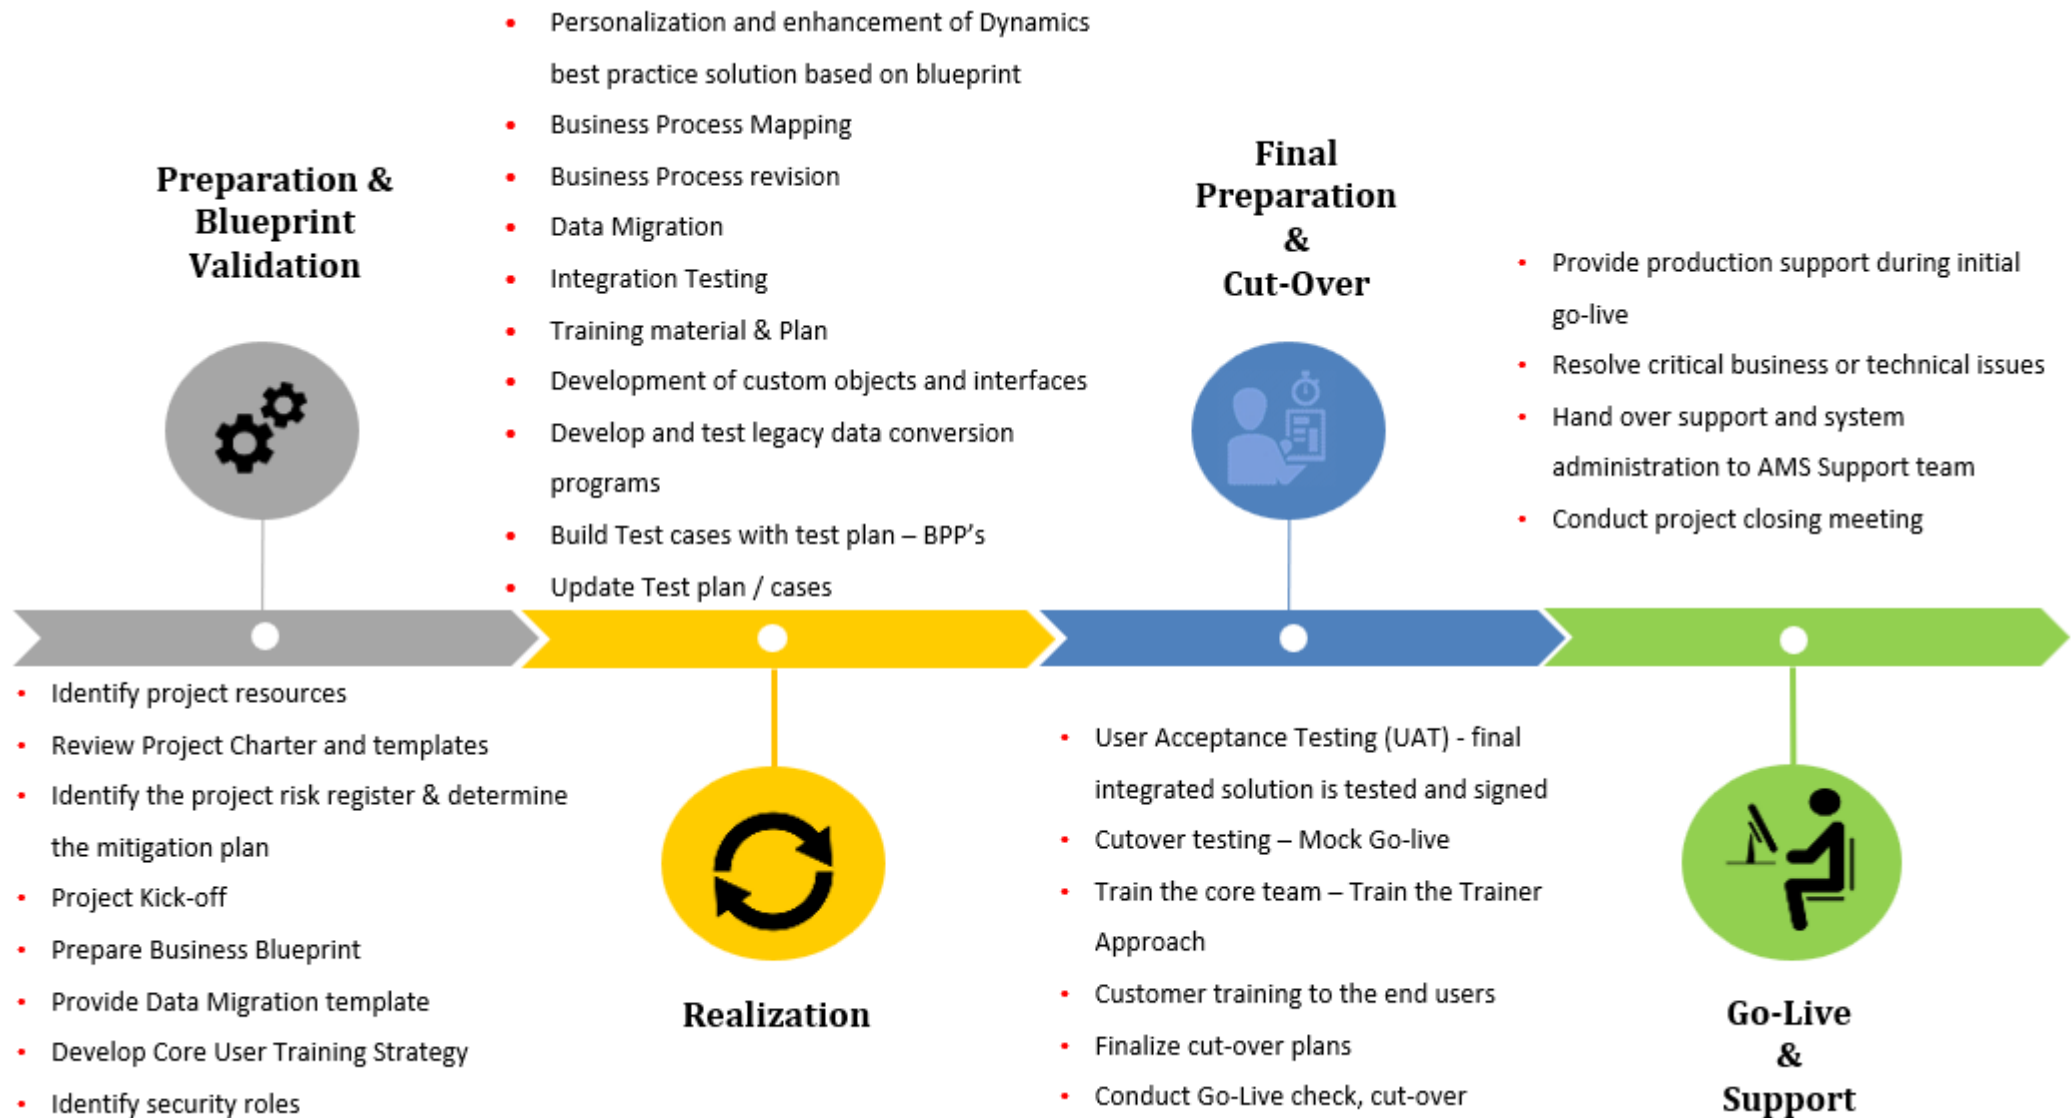 Preparation &
Blueprint
Validation
• Identify project resources
• Review Project Charter and templates
• Identify the project risk register & determine
the mitigation plan
• Project Kick-off
• Prepare Business Blueprint
• Provide Data Migration template
• Develop Core User Training Strategy
• Identify security roles
• Personalization and enhancement of Dynamics
best practice solution based on blueprint
• Business Process Mapping
• Business Process revision
• Data Migration
• Integration Testing
• Training material & Plan
• Development of custom objects and interfaces
• Develop and test legacy data conversion
programs
• Build Test cases with test plan – BPP’s
• Update Test plan / cases
Realization
Final
Preparation
&
Cut-Over
• User Acceptance Testing (UAT) - final
integrated solution is tested and signed
• Cutover testing – Mock Go-live
• Train the core team – Train the Trainer
Approach
• Customer training to the end users
• Finalize cut-over plans
• Conduct Go-Live check, cut-over
• Provide production support during initial
go-live
• Resolve critical business or technical issues
• Hand over support and system
administration to AMS Support team
• Conduct project closing meeting
Go-Live
&
Support